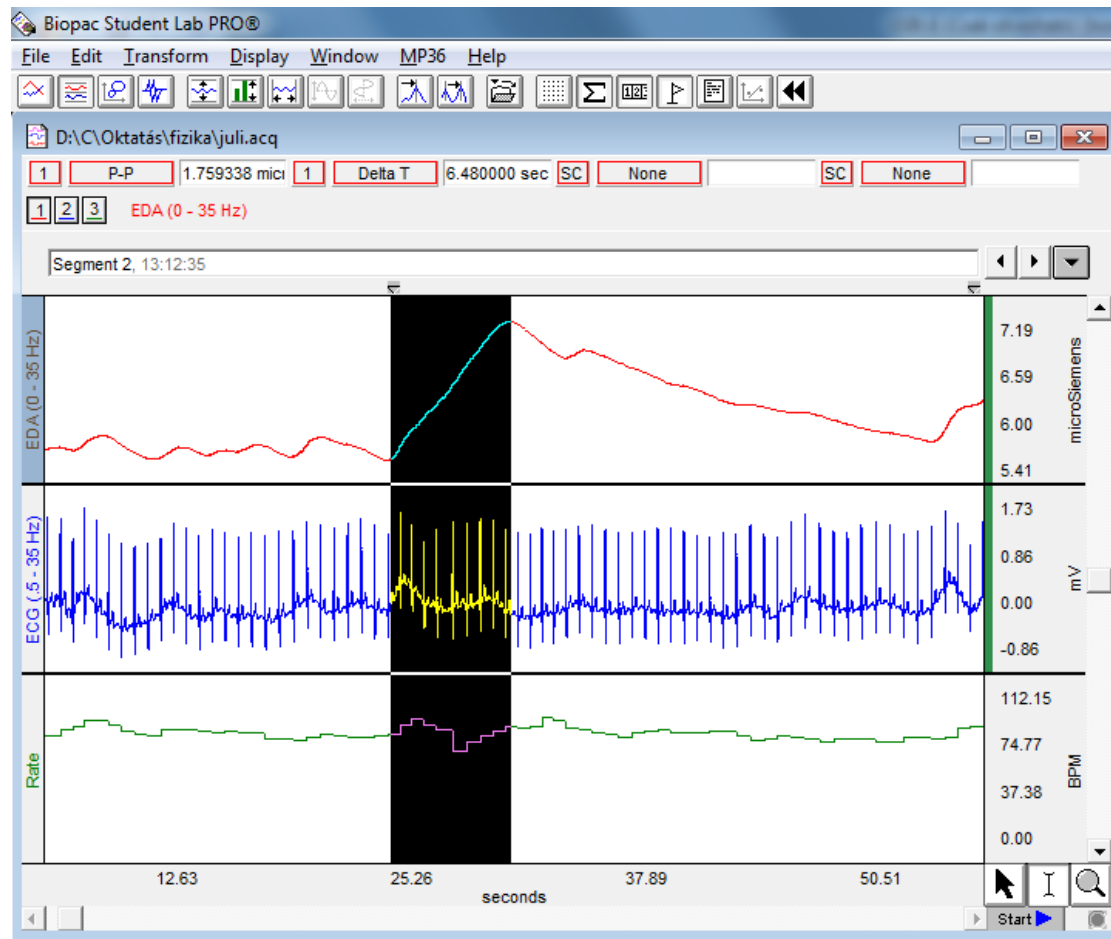 Biopac Student Lab PRO®
File Edit Transform Display Window MP36 Help
D:\C\Oktatás\fizika\juli.acq
1 P-P 1.759338 micr 1 Delta T 6.480000 sec SC None SC None
1 2 3 EDA (0 - 35 Hz)
Segment 2, 13:12:35
EDA (0 - 35 Hz)
7.19
6.59
6.00
5.41
microSiemens
ECG (.5 - 35 Hz)
1.73
0.86
0.00
-0.86
mV
Rate
112.15
74.77
37.38
0.00
BPM
12.63 25.26 37.89 50.51
seconds
Start